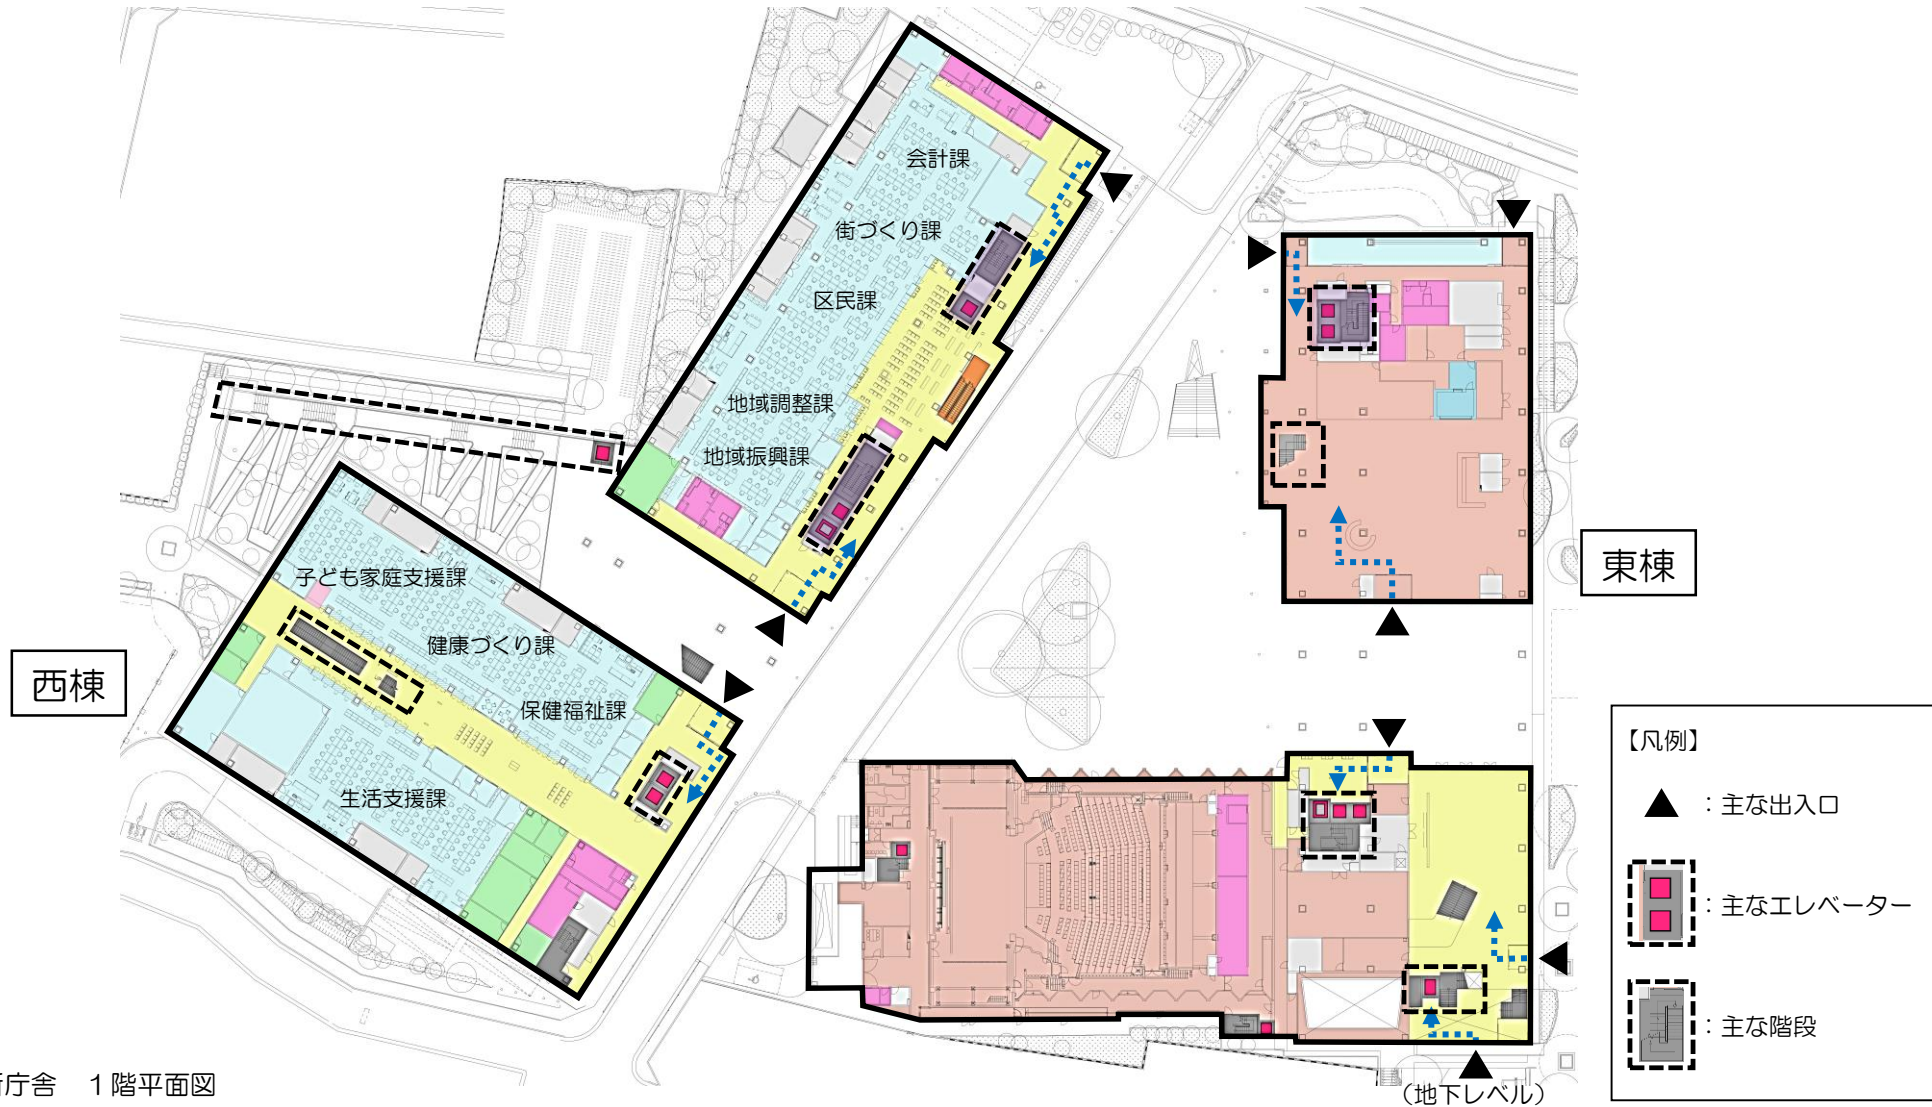 会計課
街づくり課
区民課
地域調整課
地域振興課
子ども家庭支援課
健康づくり課
保健福祉課
生活支援課
西棟
東棟
【凡例】
：主な出入口
：主なエレベーター
：主な階段
（地下レベル）
庁舎　１階平面図